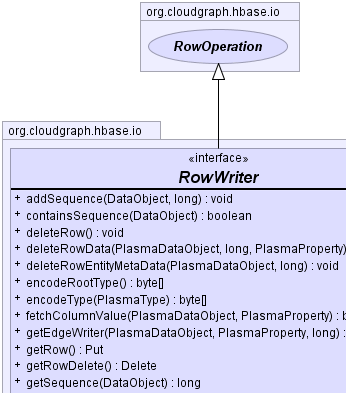 org.cloudgraph.hbase.io
RowOperation
org.cloudgraph.hbase.io
«interface»
RowWriter
+ addSequence(DataObject, long) : void
+ containsSequence(DataObject) : boolean
+ deleteRow() : void
+ deleteRowData(PlasmaDataObject, long, PlasmaProperty)
+ deleteRowEntityMetaData(PlasmaDataObject, long) : void
+ encodeRootType() : byte[]
+ encodeType(PlasmaType) : byte[]
+ fetchColumnValue(PlasmaDataObject, PlasmaProperty) :
+ getEdgeWriter(PlasmaDataObject, PlasmaProperty, long) :
+ getRow() : Put
+ getRowDelete() : Delete
+ getSequence(DataObject) : long